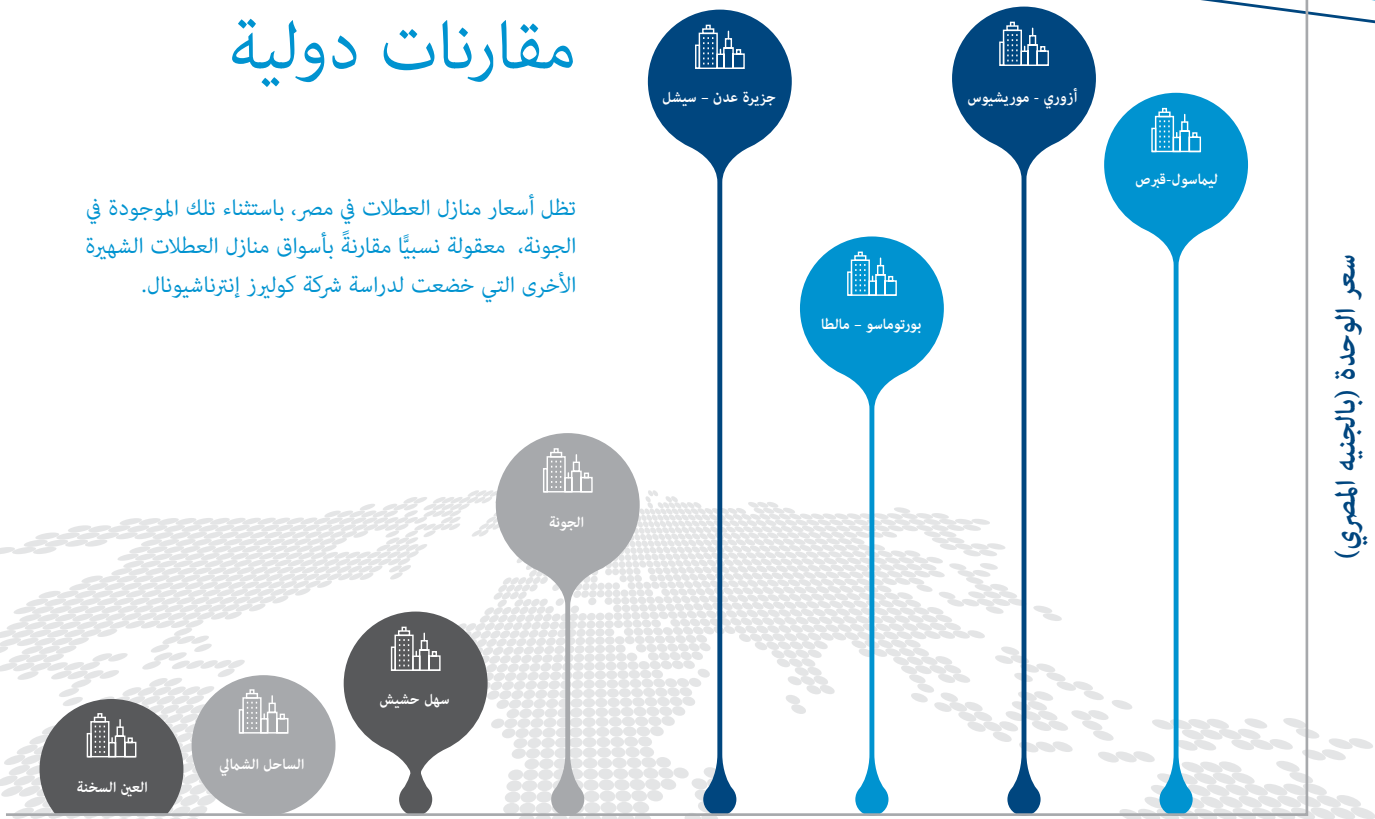 مقارنات دولية
تظل أسعار منازل العطلات في مصر، باستثناء تلك الموجودة في
الجونة، معقولة نسبيًّا مقارنةً بأسواق منازل العطلات الشهيرة
الأخرى التي خضعت لدراسة شركة كوليرز إنترناشيونال.
سعر الوحدة (بالجنيه المصري)
ليماسول-قبرص
أزوري - موريشيوس
بورتوماسو – مالطا
جزيرة عدن – سيشل
الجونة
سهل حشيش
الساحل الشمالي
العين السخنة